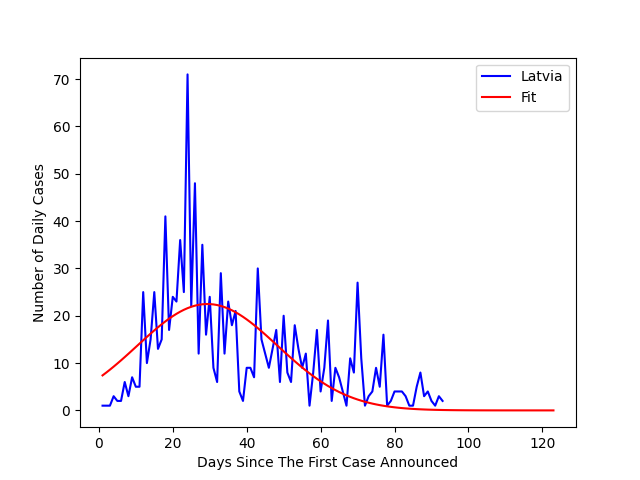 Latvia
Fit
Number of Daily Cases
70
60
50
40
30
20
10
0
0 20 40 60 80 100 120
Days Since The First Case Announced